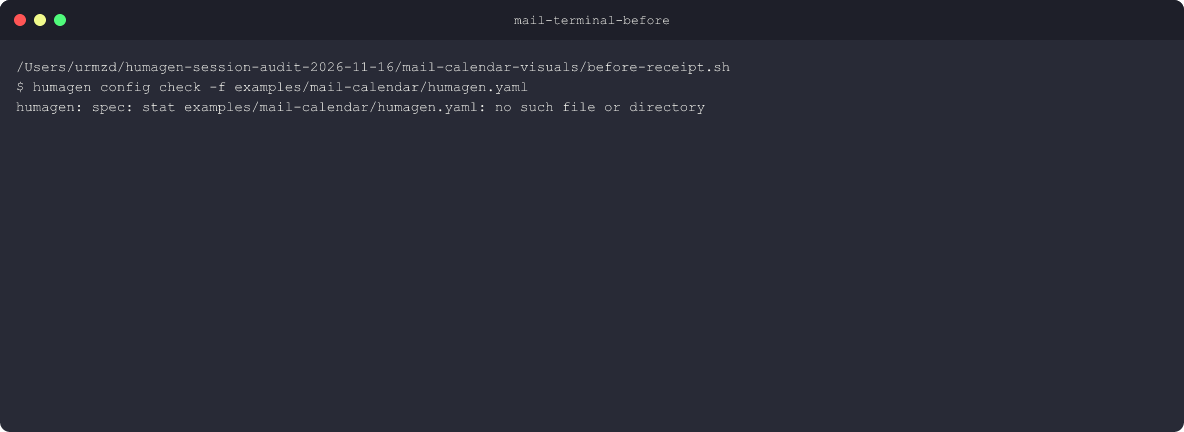 mail-terminal-before
/Users/urmzd/humagen-session-audit-2026-11-16/mail-calendar-visuals/before-receipt.sh
$ humagen config check -f examples/mail-calendar/humagen.yaml
humagen: spec: stat examples/mail-calendar/humagen.yaml: no such file or directory